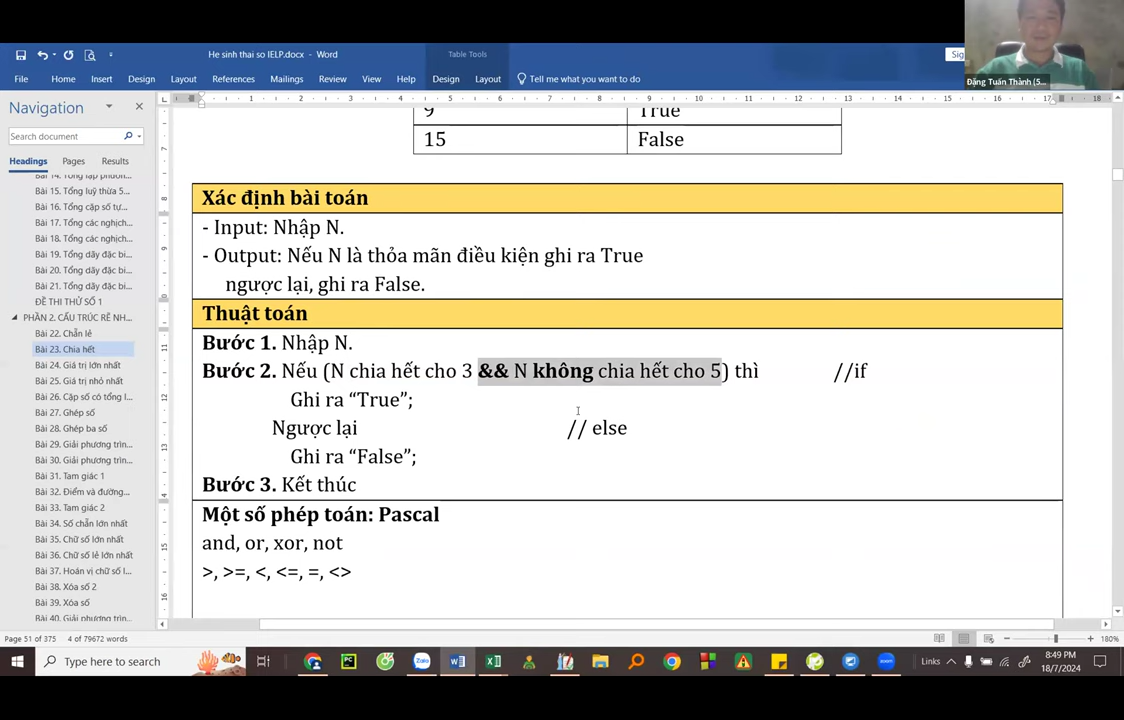 He sinh thai so IELP.docx - Word
Table Tools
Sig
Đặng Tuấn Thành (5...
File Home Insert Design Layout References Mailings Review View Help Design Layout Tell me what you want to do
Navigation
Search document
Headings Pages Results
Bài 15. Tổng luỹ thừa 5...
Bài 16. Tổng cặp số tự...
Bài 17. Tổng các nghịch...
Bài 18. Tổng các nghịch...
Bài 19. Tổng dãy đặc bi...
Bài 20. Tổng dãy đặc bi...
Bài 21. Tổng dãy đặc bi...
ĐỀ THI THỬ SỐ 1
PHẦN 2. CẤU TRÚC RẼ NH...
Bài 22. Chẵn lẻ
Bài 23. Chia hết
Bài 24. Giá trị lớn nhất
Bài 25. Giá trị nhỏ nhất
Bài 26. Cặp số có tổng l...
Bài 27. Ghép số
Bài 28. Ghép ba số
Bài 29. Giải phương trìn...
Bài 30. Giải phương trìn...
Bài 31. Tam giác 1
Bài 32. Điểm và đường...
Bài 33. Tam giác 2
Bài 34. Số chẵn lớn nhất
Bài 35. Chữ số lớn nhất
Bài 36. Chữ số lẻ lớn nhất
Bài 37. Hoán vị chữ số l...
Bài 38. Xóa số 2
Bài 39. Xóa số
Bài 40. Giải phương trìn...
9 True
15 False
Xác định bài toán
- Input: Nhập N.
- Output: Nếu N là thỏa mãn điều kiện ghi ra True
ngược lại, ghi ra False.
Thuật toán
Bước 1. Nhập N.
Bước 2. Nếu (N chia hết cho 3 && N không chia hết cho 5) thì //if
Ghi ra “True”;
Ngược lại // else
Ghi ra “False”;
Bước 3. Kết thúc
Một số phép toán: Pascal
and, or, xor, not
>, >=, <, <=, =, <>
Page 51 of 375 4 of 79672 words
180%
Type here to search
Links
8:49 PM
18/7/2024